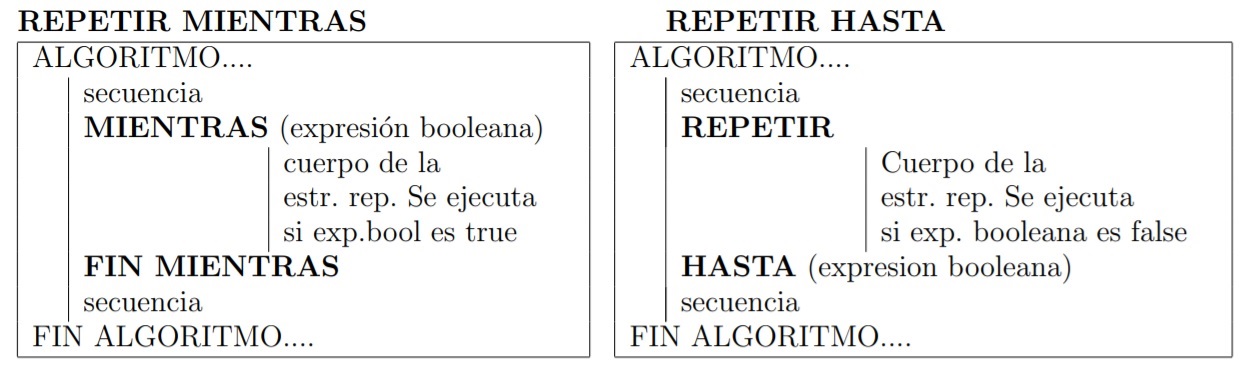 REPETIR MIENTRAS
ALGORITMO....
secuencia
MIENTRAS (expresión booleana)
cuerpo de la
estr. rep. Se ejecuta
si exp.bool es true
FIN MIENTRAS
secuencia
FIN ALGORITMO....
REPETIR HASTA
ALGORITMO....
secuencia
REPETIR
Cuerpo de la
estr. rep. Se ejecuta
si exp. booleana es false
HASTA (expresion booleana)
secuencia
FIN ALGORITMO....